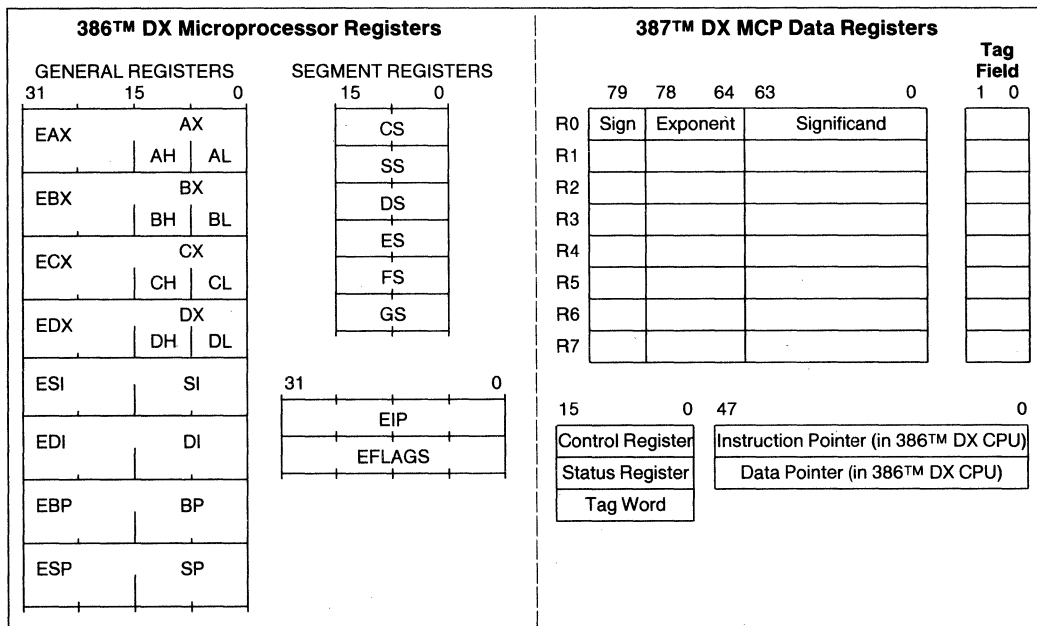 386™ DX Microprocessor Registers
GENERAL REGISTERS
31 15 0
EAX AX
AH AL
EBX BX
BH BL
ECX CX
CH CL
EDX DX
DH DL
ESI SI
EDI DI
EBP BP
ESP SP
SEGMENT REGISTERS
15 0
CS
SS
DS
ES
FS
GS
31 0
EIP
EFLAGS
387™ DX MCP Data Registers
Tag
Field
79 78 64 63 0 1 0
R0 Sign Exponent Significand
R1
R2
R3
R4
R5
R6
R7
15 0
Control Register
Status Register
Tag Word
47 0
Instruction Pointer (in 386™ DX CPU)
Data Pointer (in 386™ DX CPU)